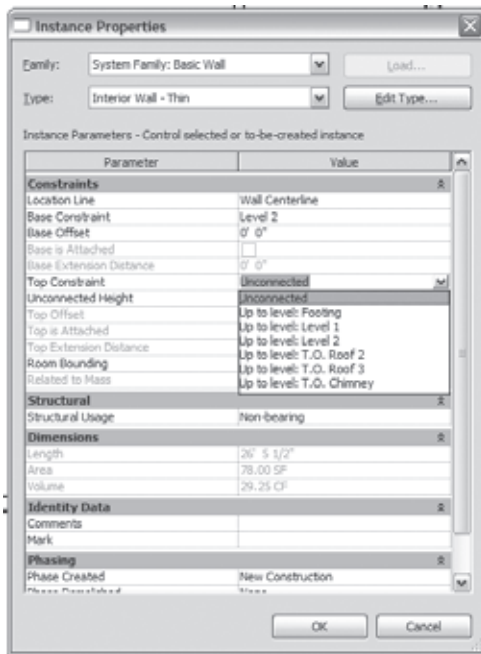 Instance Properties
Family: System Family: Basic Wall Load...
Type: Interior Wall - Thin Edit Type...
Instance Parameters - Control selected or to-be-created instance
Parameter Value
Constraints
Location Line Wall Centerline
Base Constraint Level 2
Base Offset 0' 0"
Base is Attached
Base Extension Distance 0' 0"
Top Constraint Unconnected
Unconnected Height Unconnected
Top Offset Up to level: Footing
Top is Attached Up to level: Level 1
Top Extension Distance Up to level: Level 2
Room Bounding Up to level: T.O. Roof 2
Related to Mass Up to level: T.O. Roof 3
Up to level: T.O. Chimney
Structural
Structural Usage Non-bearing
Dimensions
Length 26' 5 1/2"
Area 78.00 SF
Volume 29.25 CF
Identity Data
Comments
Mark
Phasing
Phase Created New Construction
Phase Demolished None
OK Cancel